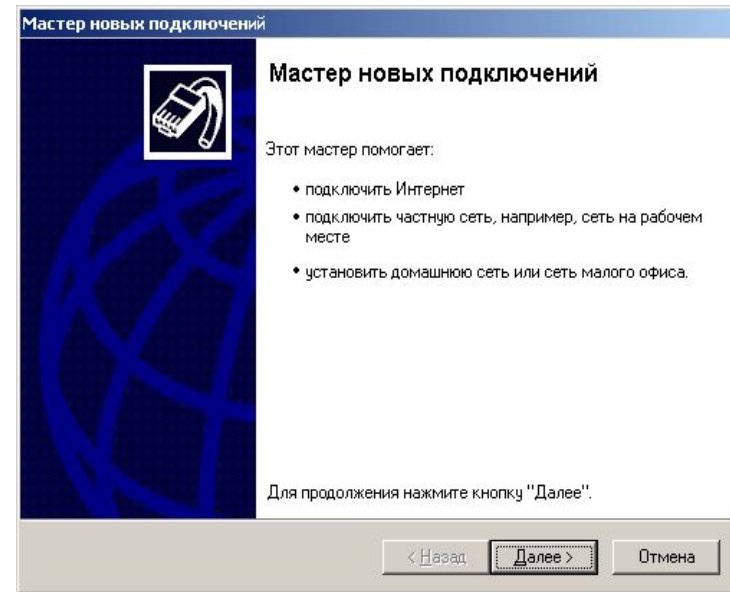 Мастер новых подключений
Мастер новых подключений
Этот мастер помогает:
• подключить Интернет
• подключить частную сеть, например, сеть на рабочем
месте
• установить домашнюю сеть или сеть малого офиса.
Для продолжения нажмите кнопку "Далее".
< Назад Далее > Отмена